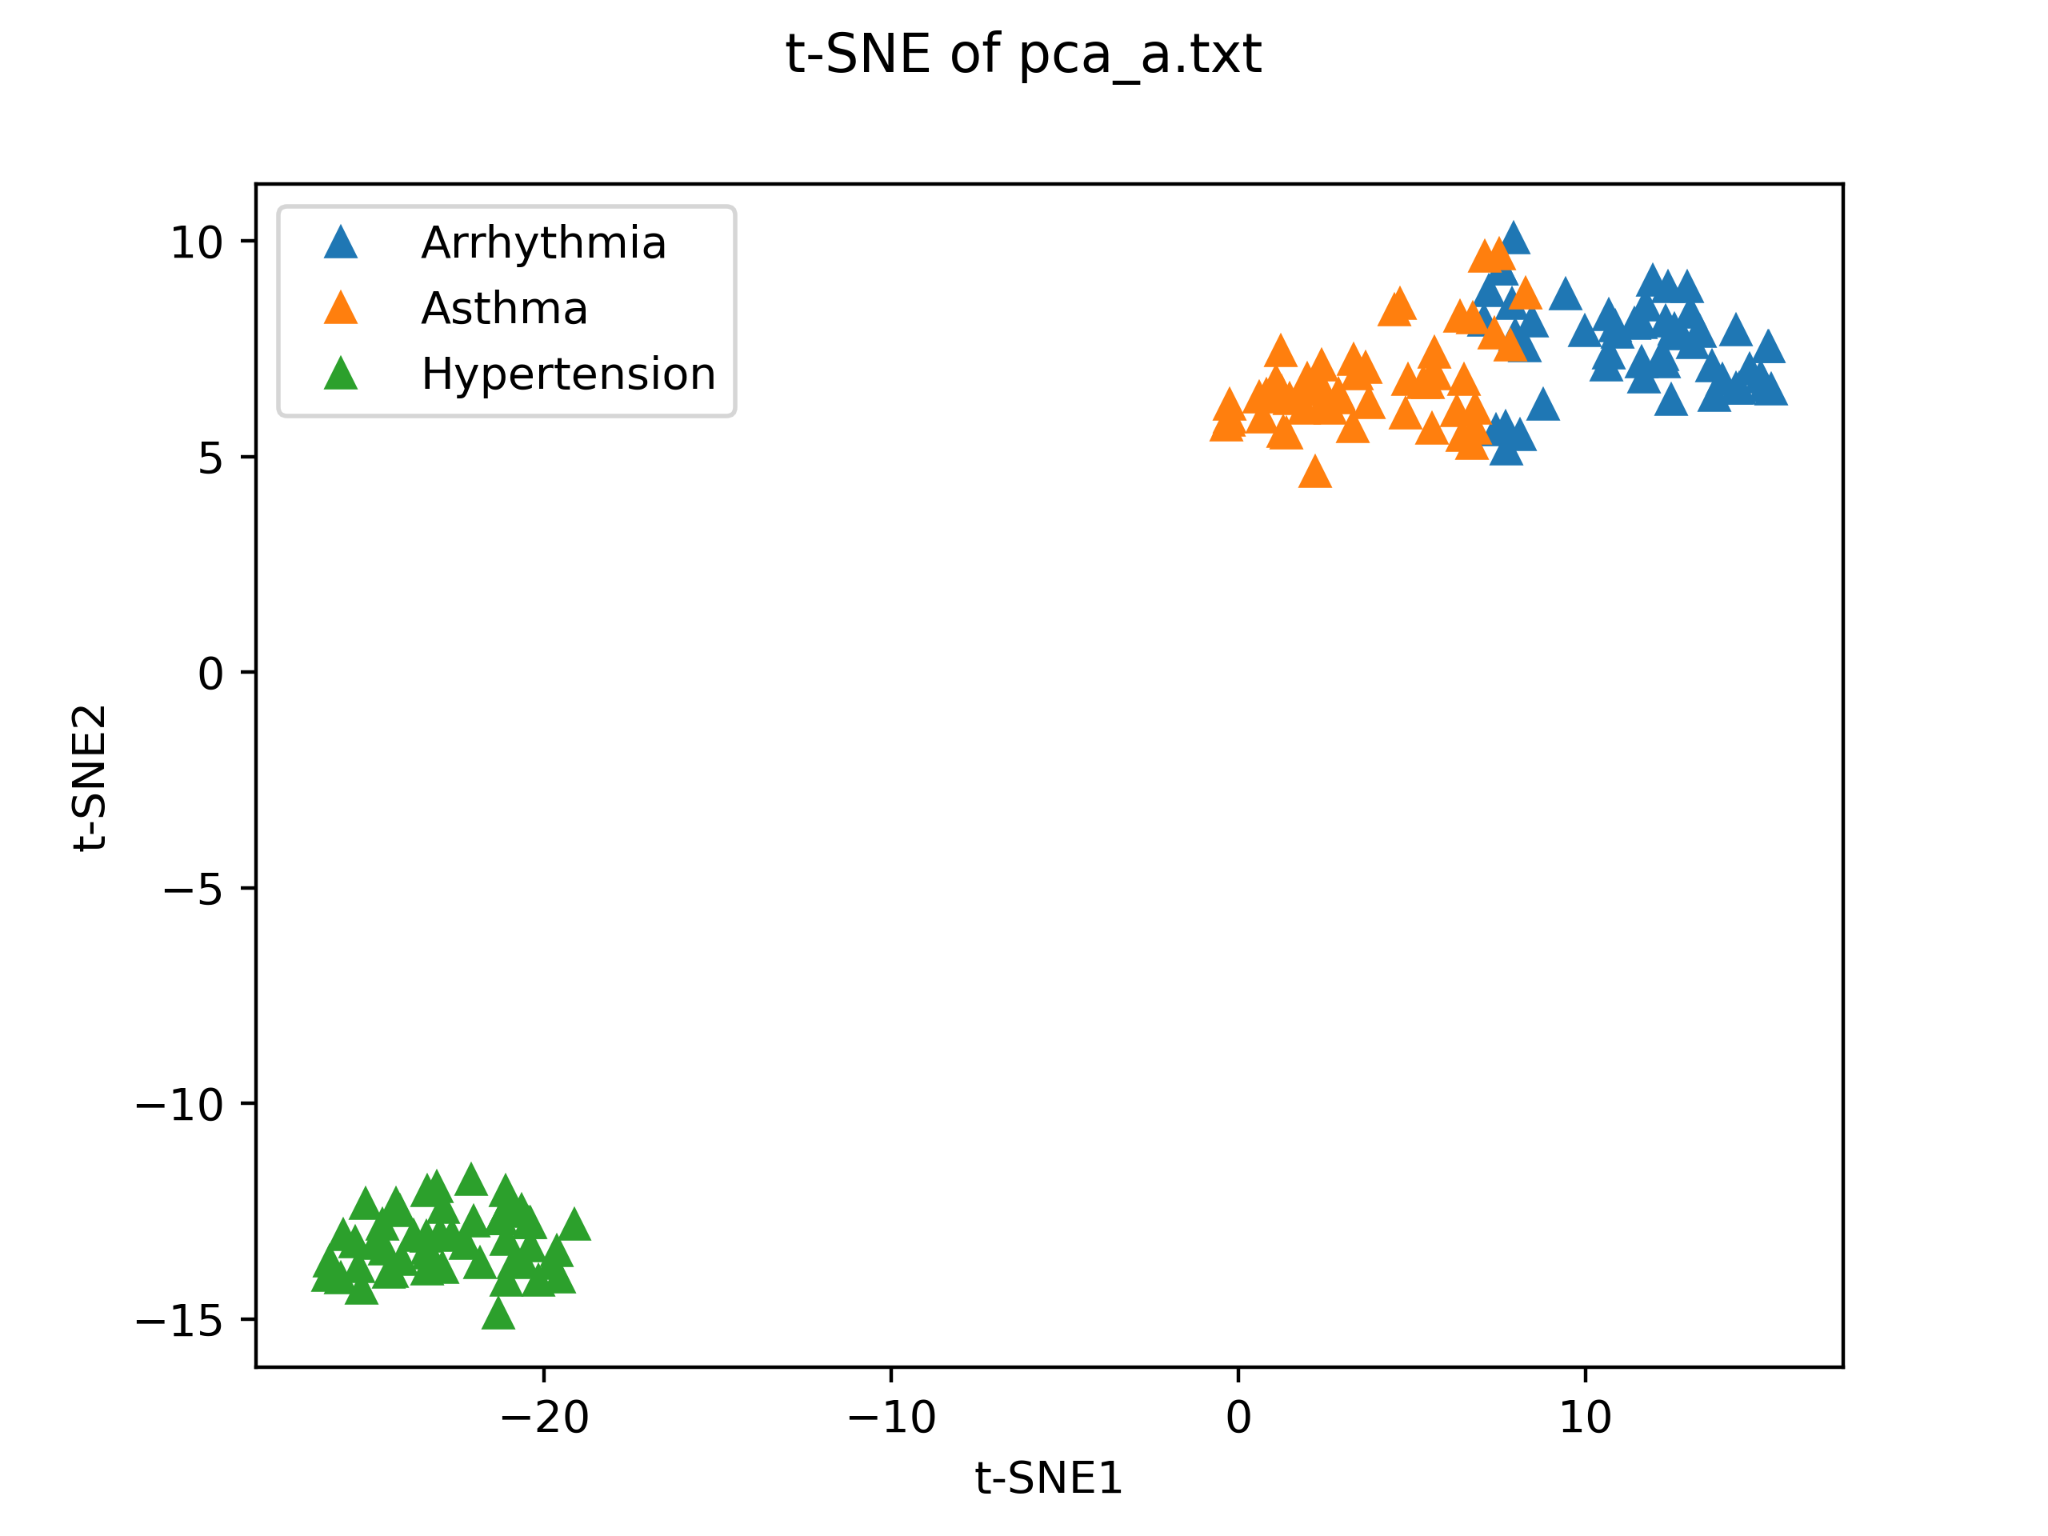 t-SNE of pca_a.txt
Arrhythmia
Asthma
Hypertension
10
5
0
−5
−10
−15
t-SNE2
−20
−10
0
10
t-SNE1